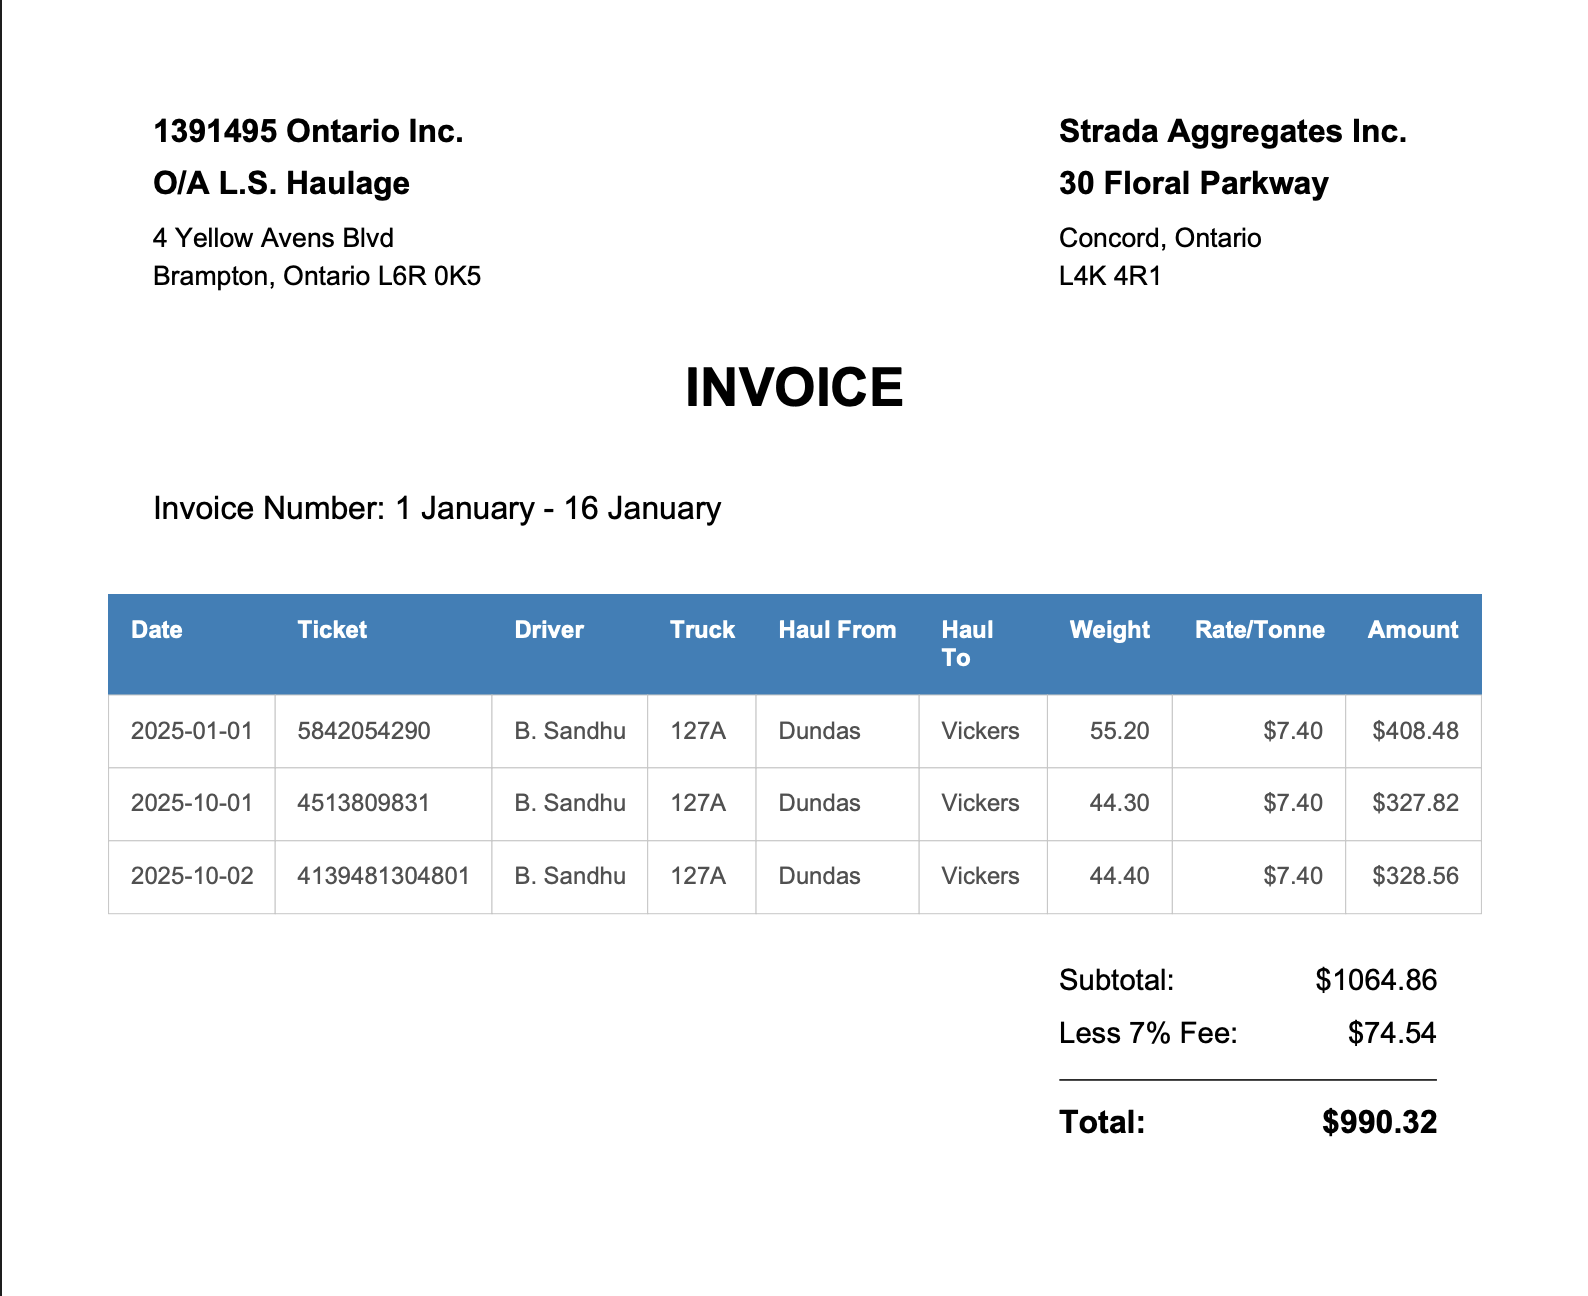 1391495 Ontario Inc.
O/A L.S. Haulage
4 Yellow Avens Blvd
Brampton, Ontario L6R 0K5
Strada Aggregates Inc.
30 Floral Parkway
Concord, Ontario
L4K 4R1
INVOICE
Invoice Number: 1 January - 16 January
Date Ticket Driver Truck Haul From Haul To Weight Rate/Tonne Amount
2025-01-01 5842054290 B. Sandhu 127A Dundas Vickers 55.20 $7.40 $408.48
2025-10-01 4513809831 B. Sandhu 127A Dundas Vickers 44.30 $7.40 $327.82
2025-10-02 4139481304801 B. Sandhu 127A Dundas Vickers 44.40 $7.40 $328.56
Subtotal: $1064.86
Less 7% Fee: $74.54
Total: $990.32